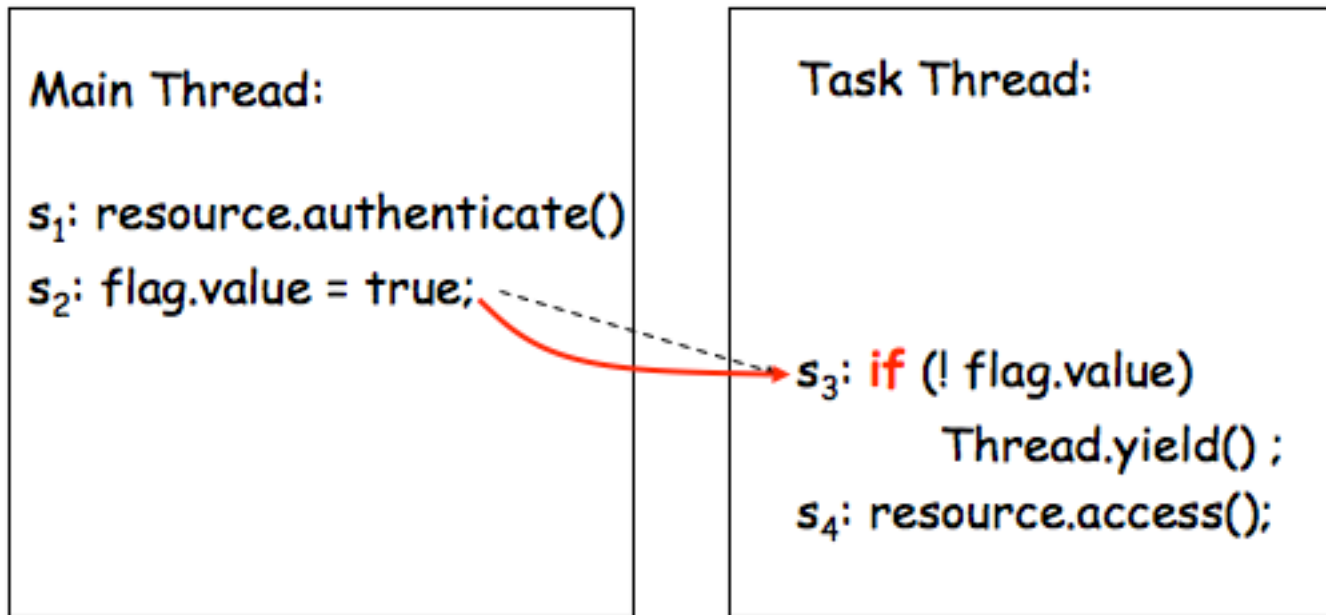 Main Thread:
s₁: resource.authenticate()
s₂: flag.value = true;
Task Thread:
s₃: if (! flag.value)
Thread.yield() ;
s₄: resource.access();